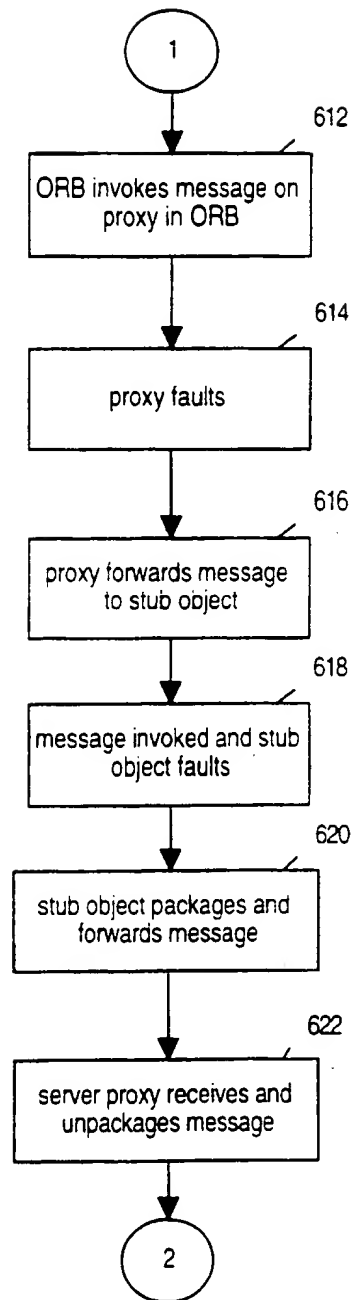 1
612
ORB invokes message on
proxy in ORB
614
proxy faults
616
proxy forwards message
to stub object
618
message invoked and stub
object faults
620
stub object packages and
forwards message
622
server proxy receives and
unpackages message
2